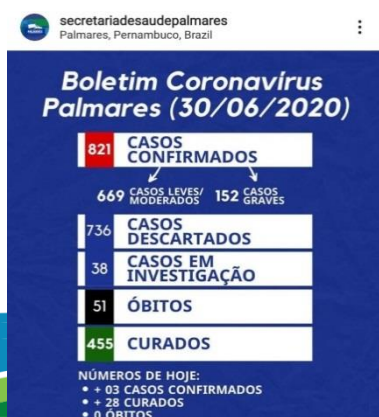 secretariadesaudepalmares
Palmares, Pernambuco, Brazil
Boletim Coronavírus
Palmares (30/06/2020)
821 CASOS
CONFIRMADOS
669 CASOS LEVES/
MODERADOS
152 CASOS
GRAVES
736 CASOS
DESCARTADOS
38 CASOS EM
INVESTIGAÇÃO
51 ÓBITOS
455 CURADOS
NÚMEROS DE HOJE:
• + 03 CASOS CONFIRMADOS
• + 28 CURADOS
• 0 ÓBITOS